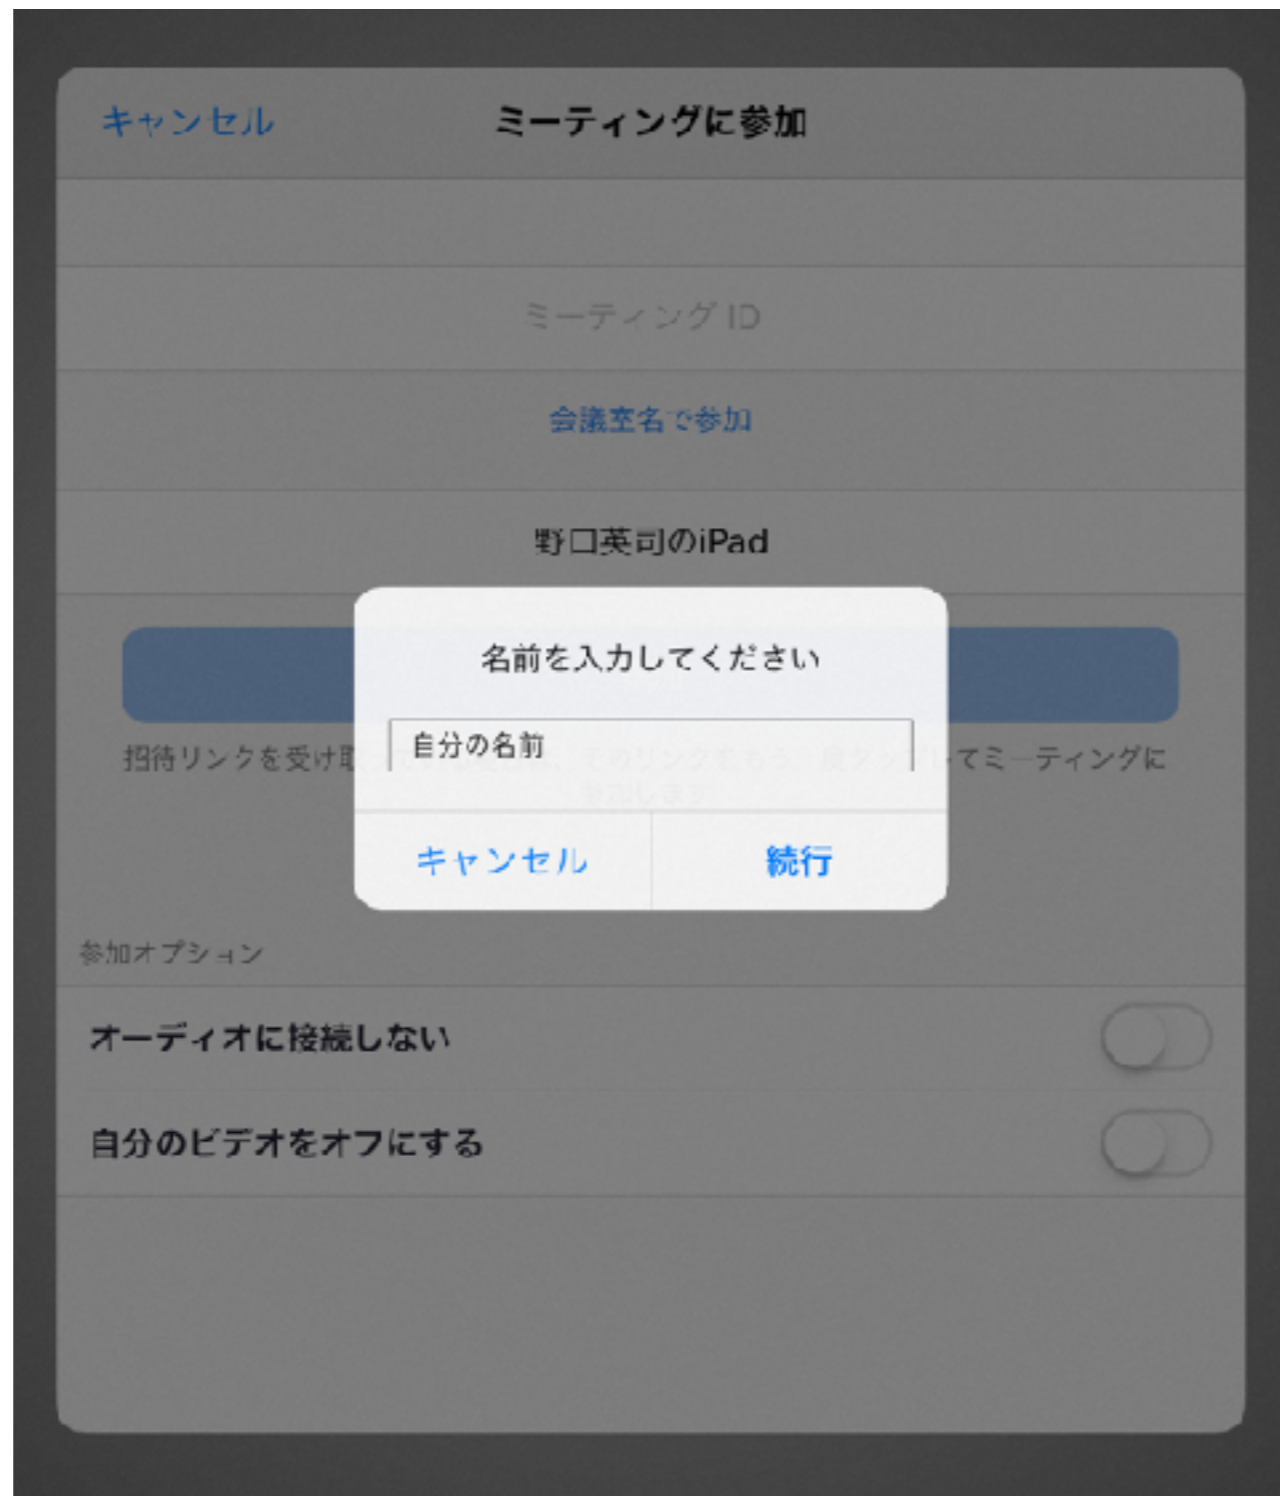 キャンセル ミーティングに参加
ミーティング ID
会議室名で参加
野口英司のiPad
名前を入力してください
自分の名前
招待リンクを受け取 てミーティングに
キャンセル 続行
参加オプション
オーディオに接続しない
自分のビデオをオフにする